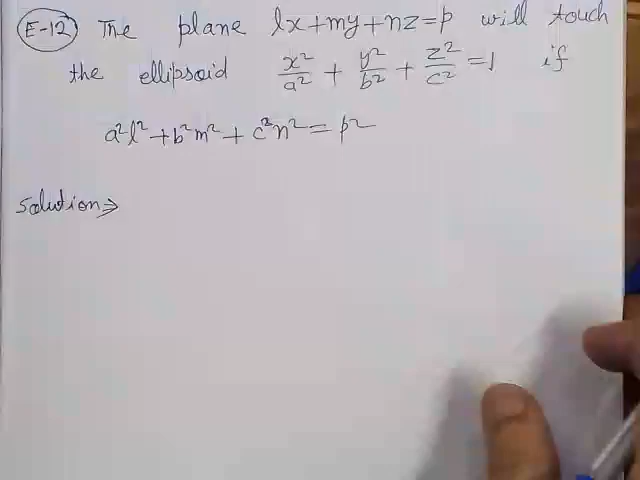 E-12 The plane lx+my+nz=p will touch
the ellipsoid x²/a² + y²/b² + z²/c² = 1 if
a²l² + b²m² + c²n² = p²
Solution⇒